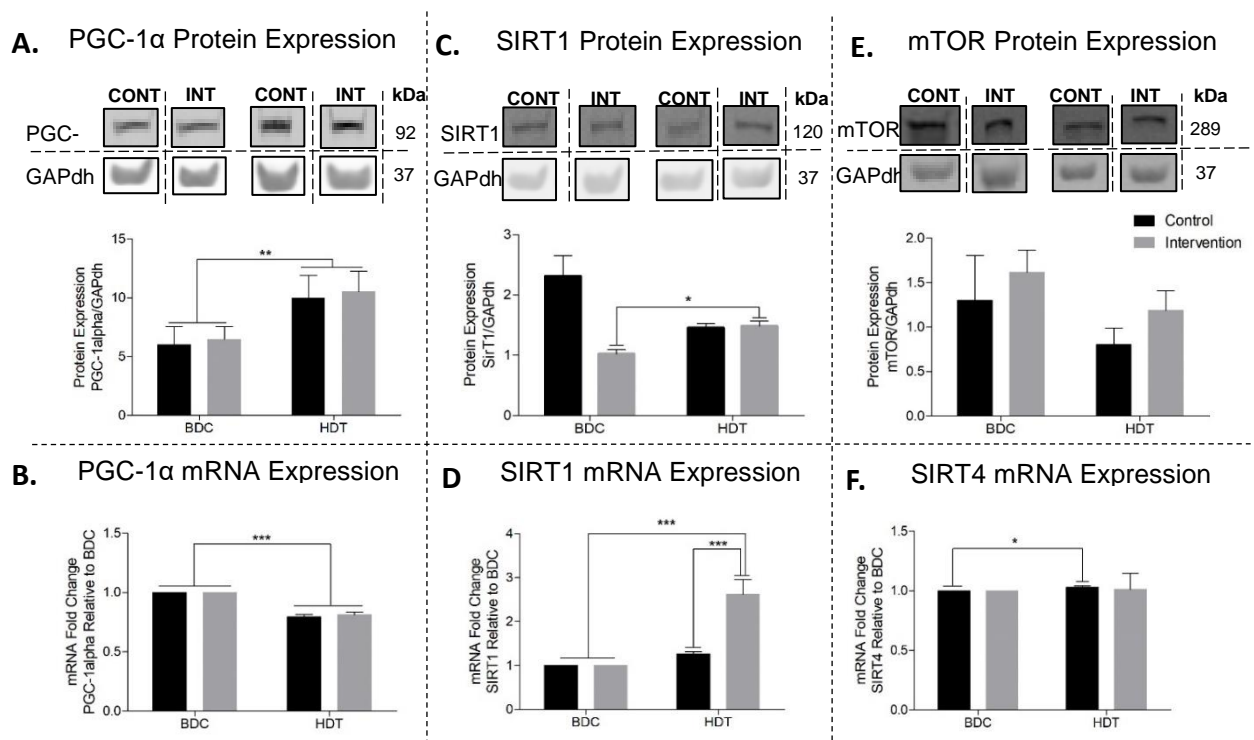 A. PGC-1α Protein Expression
CONT INT CONT INT kDa
PGC- 92
GAPdh 37
Protein Expression
PGC-1alpha/GAPdh
15
10
5
0
**
BDC HDT
C. SIRT1 Protein Expression
CONT INT CONT INT kDa
SIRT1 120
GAPdh 37
Protein Expression
SirT1/GAPdh
3
2
1
0
*
BDC HDT
E. mTOR Protein Expression
CONT INT CONT INT kDa
mTOR 289
GAPdh 37
Control
Intervention
Protein Expression
mTOR/GAPdh
2.0
1.5
1.0
0.5
0.0
BDC HDT
B. PGC-1α mRNA Expression
mRNA Fold Change
PGC-1alpha Relative to BDC
1.5
1.0
0.5
0.0
***
BDC HDT
D SIRT1 mRNA Expression
mRNA Fold Change
SIRT1 Relative to BDC
4
3
2
1
0
***
***
BDC HDT
F. SIRT4 mRNA Expression
mRNA Fold Change
SIRT4 Relative to BDC
1.5
1.0
0.5
0.0
*
BDC HDT